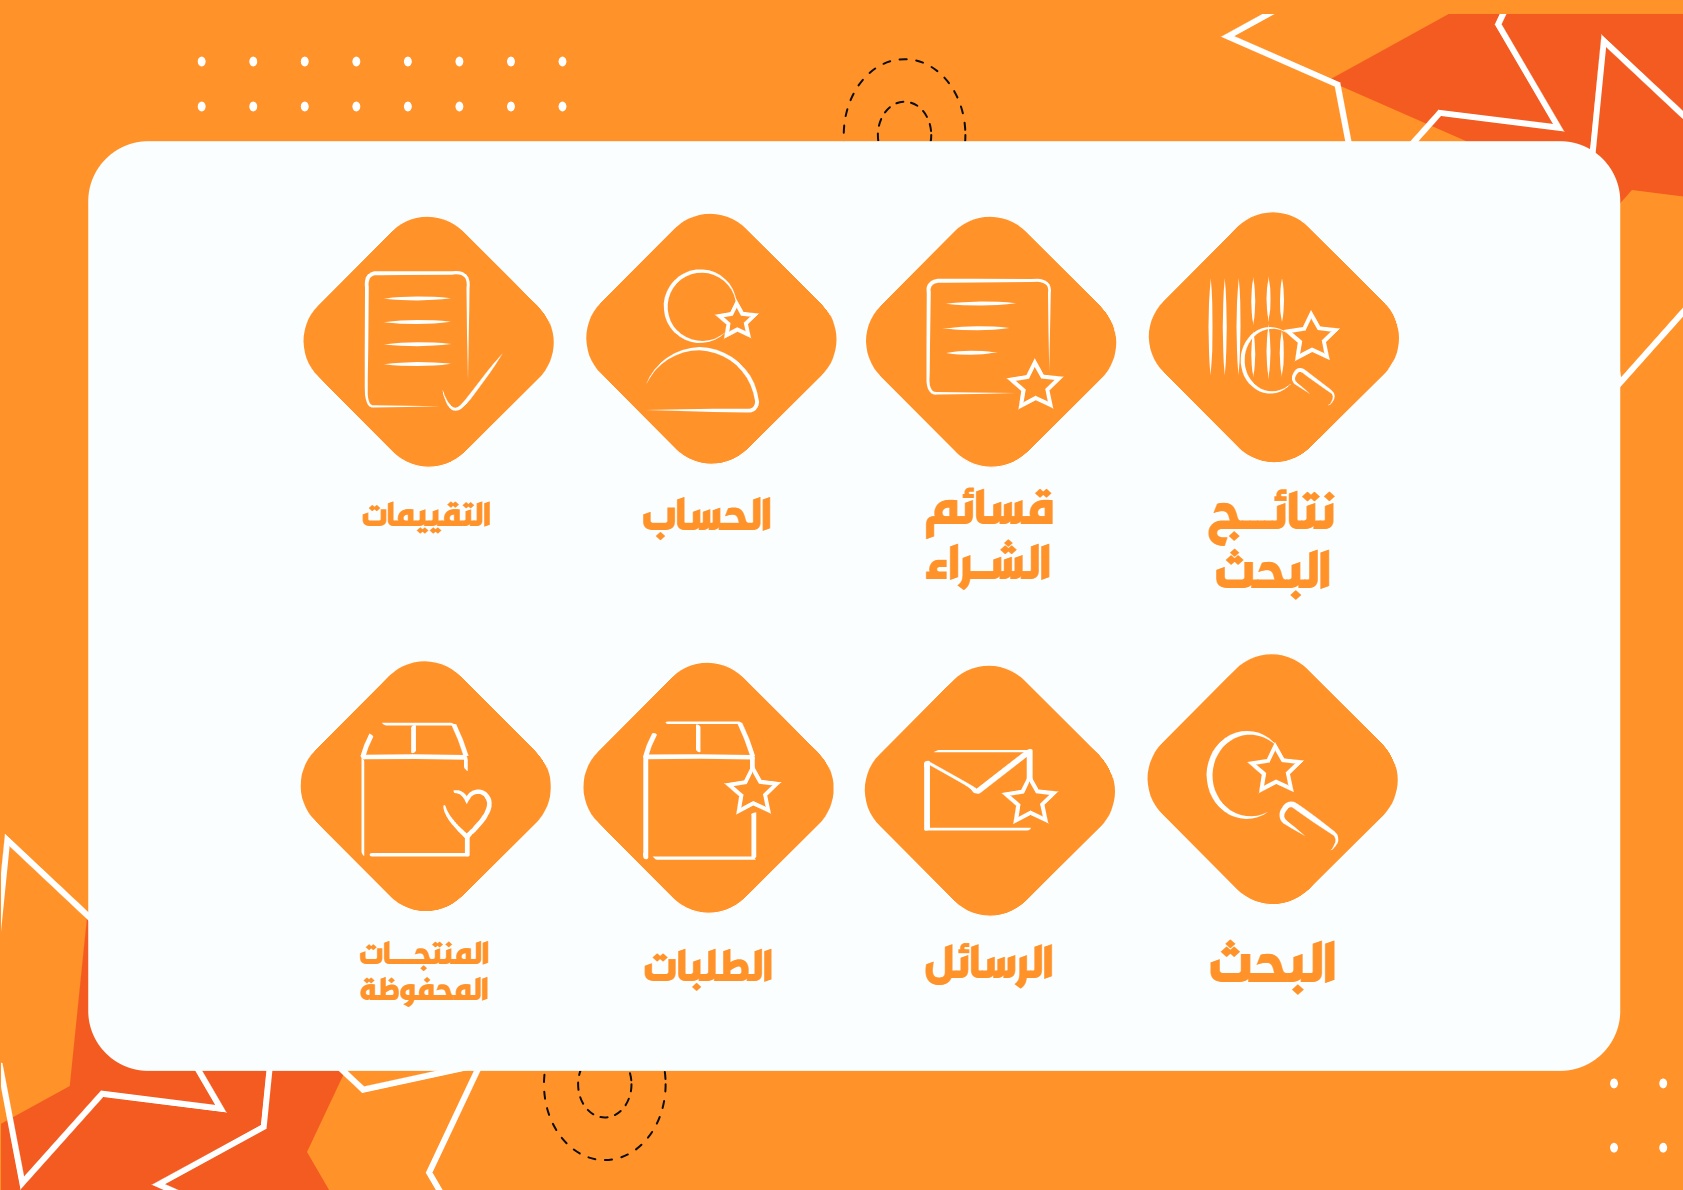 نتائج
البحث
قسائم
الشراء
الحساب
التقييمات
البحث
الرسائل
الطلبات
المنتجات
المحفوظة